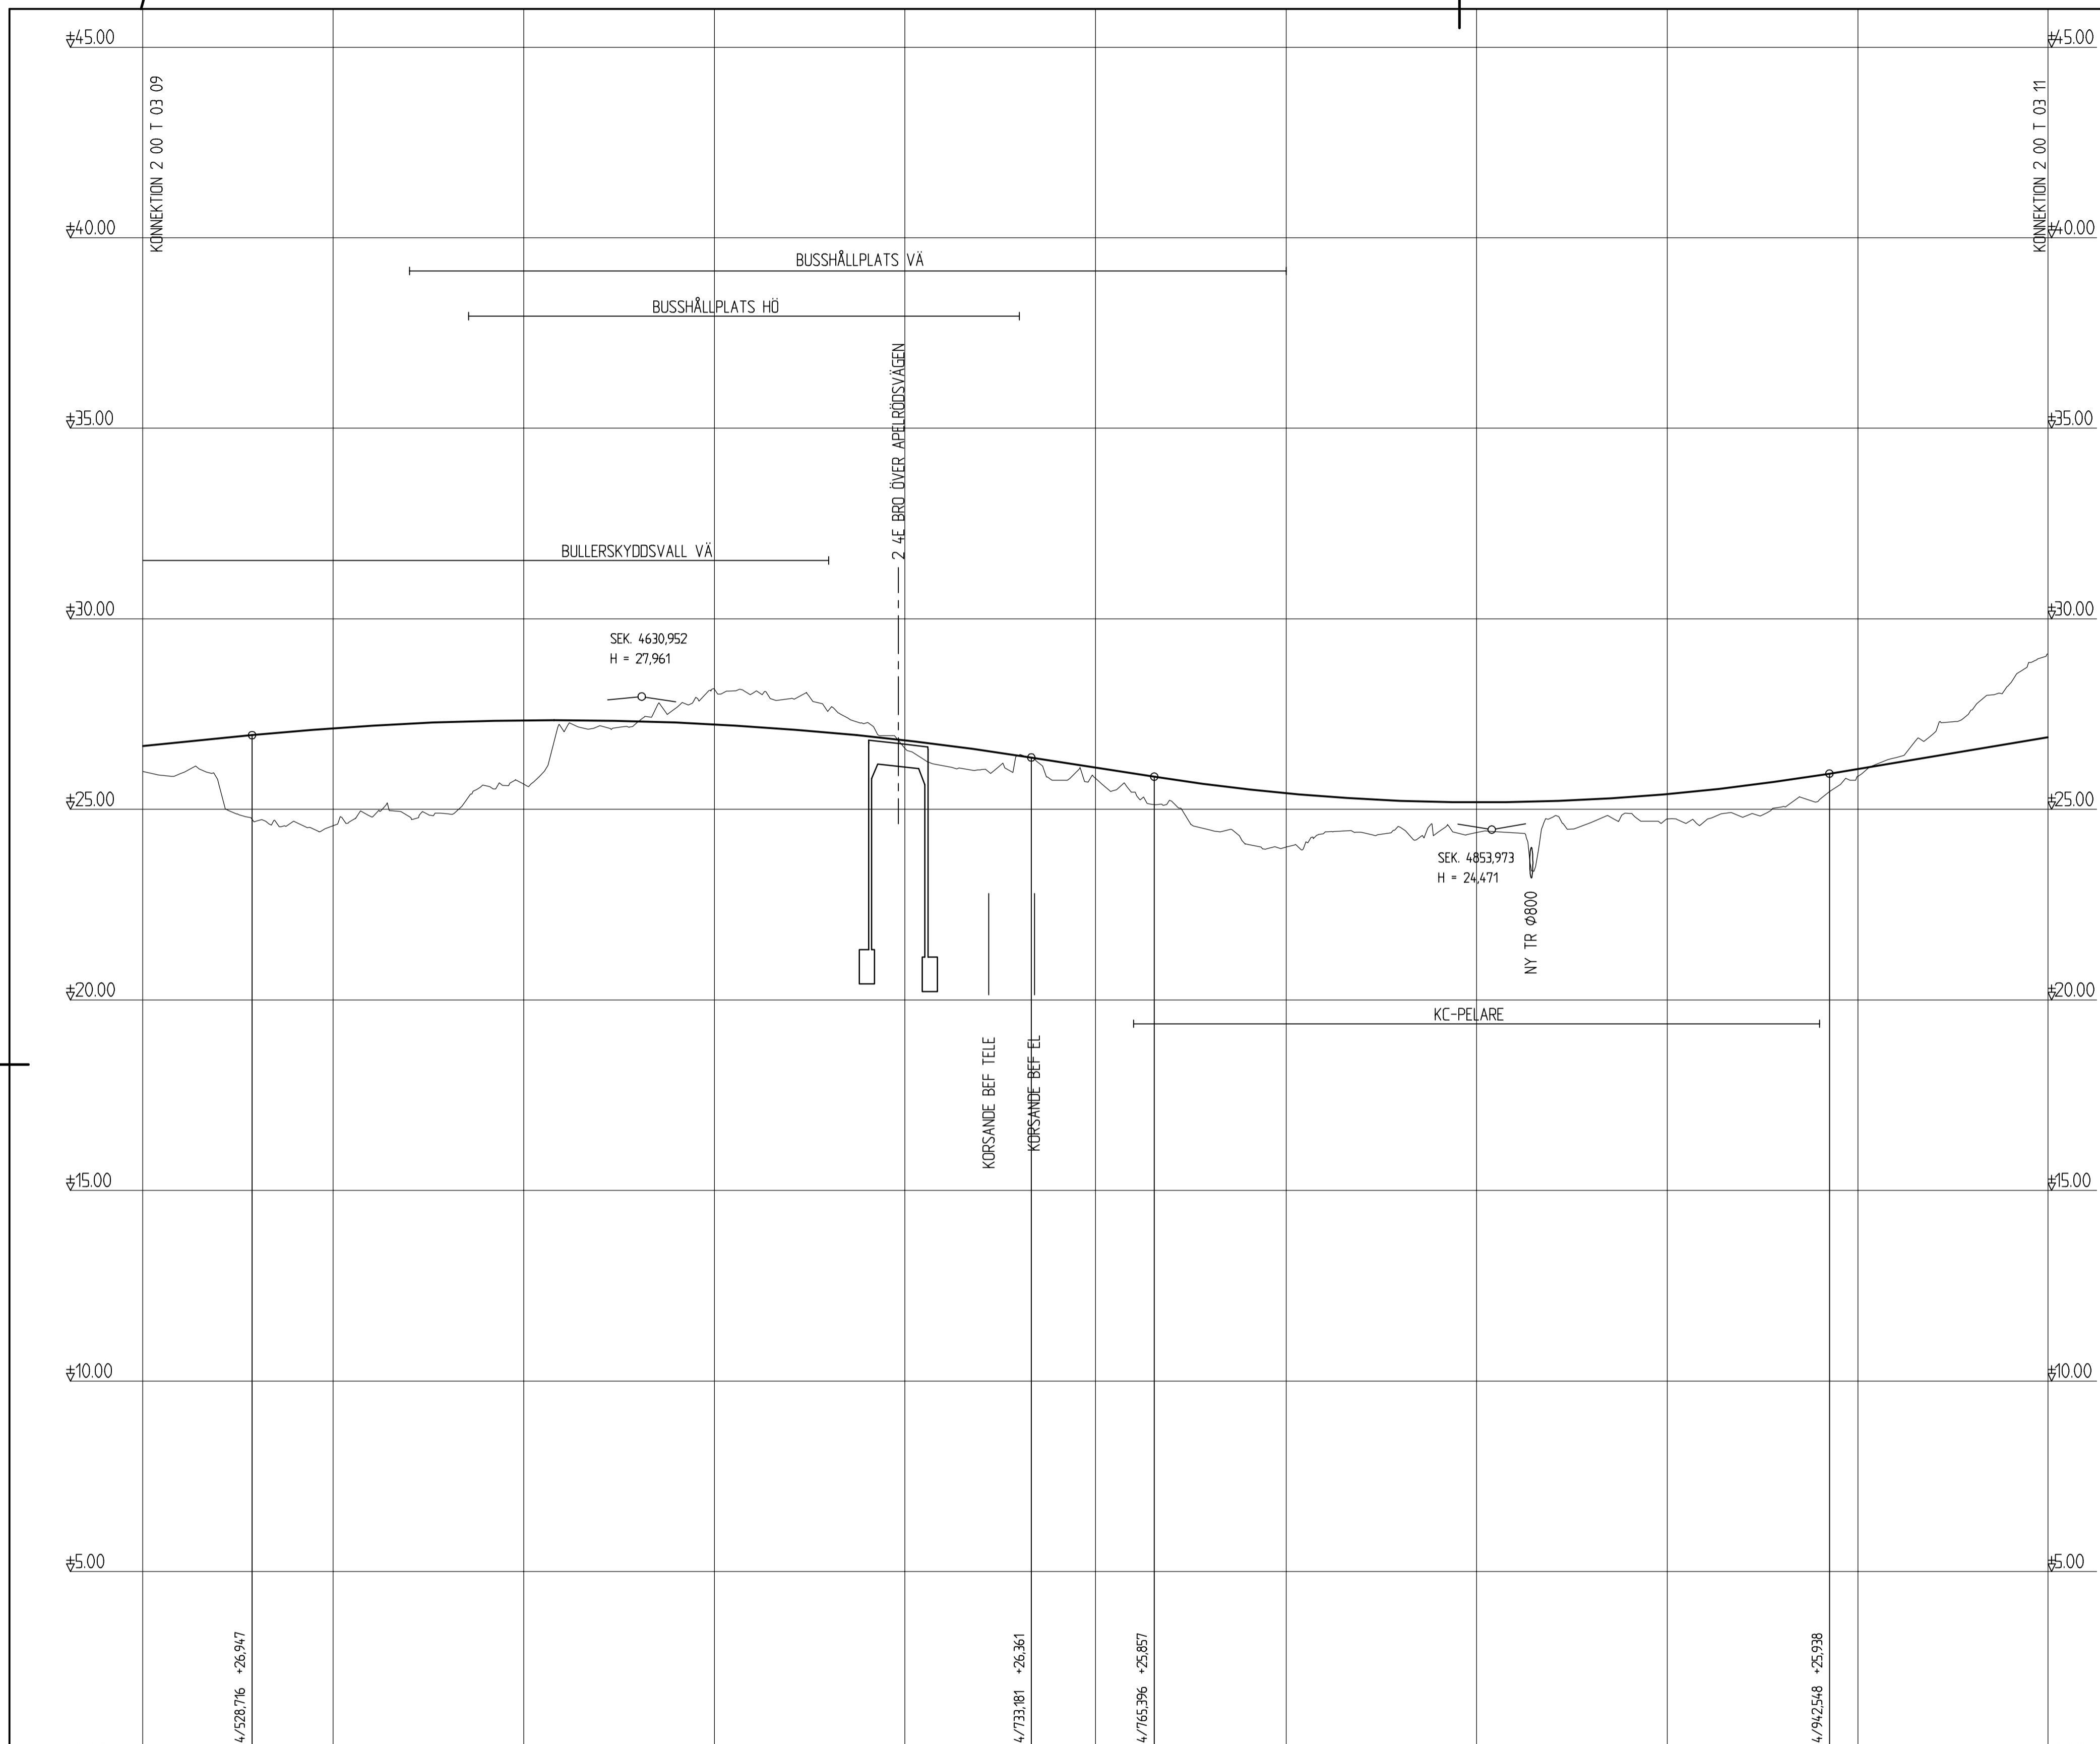 ±45.00
±45.00
KONNEKTION 2 00 T 03 09
KONNEKTION 2 00 T 03 11
±40.00
±40.00
BUSSHÅLLPLATS VÄ
BUSSHÅLLPLATS HÖ
±35.00
±35.00
2 4E BRO ÖVER APELRÖDSVÄGEN
BULLERSKYDDSVALL VÄ
±30.00
±30.00
SEK. 4630,952
H = 27,961
±25.00
±25.00
SEK. 4853,973
H = 24,471
NY TR Ø800
±20.00
±20.00
KC-PELARE
KORSANDE BEF TELE
KORSANDE BEF EL
±15.00
±15.00
±10.00
±10.00
±5.00
±5.00
4/528,716 +26,947
4/733,181 +26,361
4/765,396 +25,857
4/942,548 +25,938